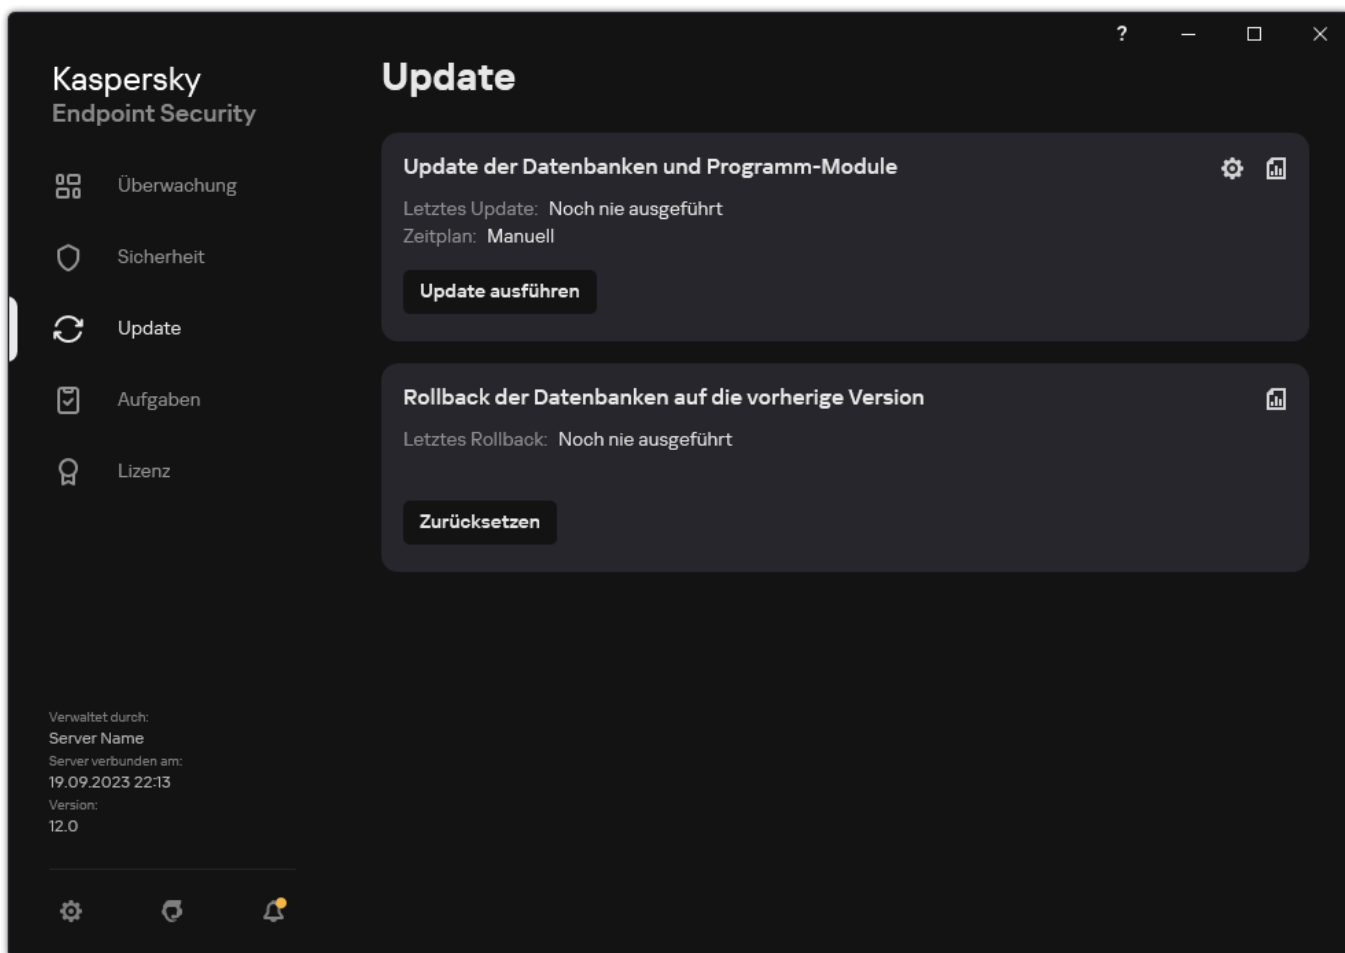 ?
Kaspersky
Endpoint Security
Überwachung
Sicherheit
Update
Aufgaben
Lizenz
Verwaltet durch:
Server Name
Server verbunden am:
19.09.2023 22:13
Version:
12.0
Update
Update der Datenbanken und Programm-Module
Letztes Update: Noch nie ausgeführt
Zeitplan: Manuell
Update ausführen
Rollback der Datenbanken auf die vorherige Version
Letztes Rollback: Noch nie ausgeführt
Zurücksetzen